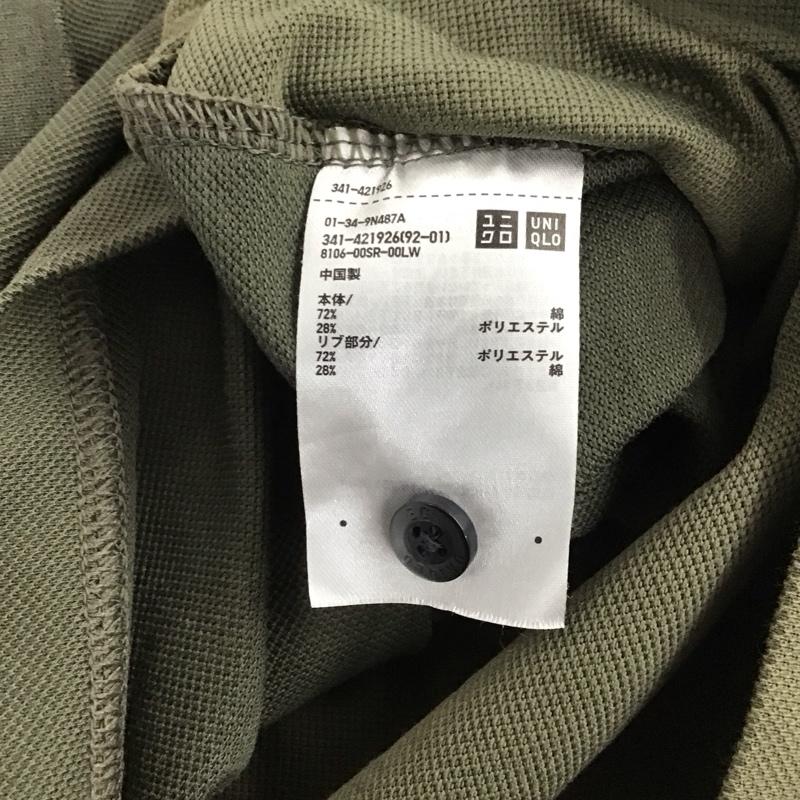 341-421926
01-34-9N487A
341-421926(92-01)
8106-00SR-00LW
ユニ
クロ
UNI
QLO
中国製
本体/
72% 綿
28% ポリエステル
リブ部分/
72% ポリエステル
28% 綿